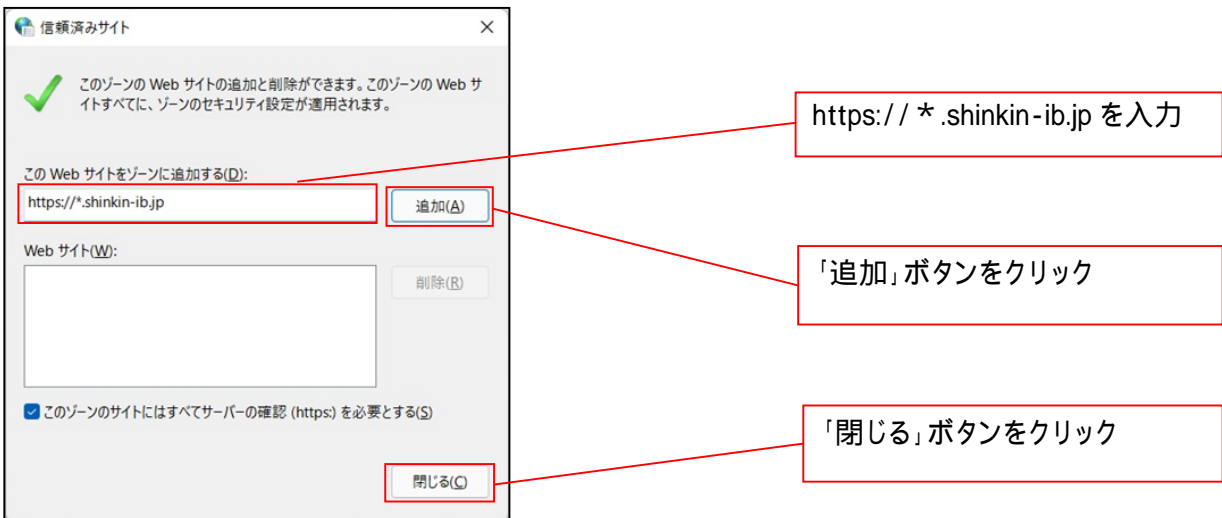 信頼済みサイト
このゾーンの Web サイトの追加と削除ができます。このゾーンの Web サ
イトすべてに、ゾーンのセキュリティ設定が適用されます。
https://＊.shinkin-ib.jp を入力
この Web サイトをゾーンに追加する(D):
https://*.shinkin-ib.jp
追加(A)
Web サイト(W):
削除(R)
「追加」ボタンをクリック
このゾーンのサイトにはすべてサーバーの確認 (https:) を必要とする(S)
「閉じる」ボタンをクリック
閉じる(C)